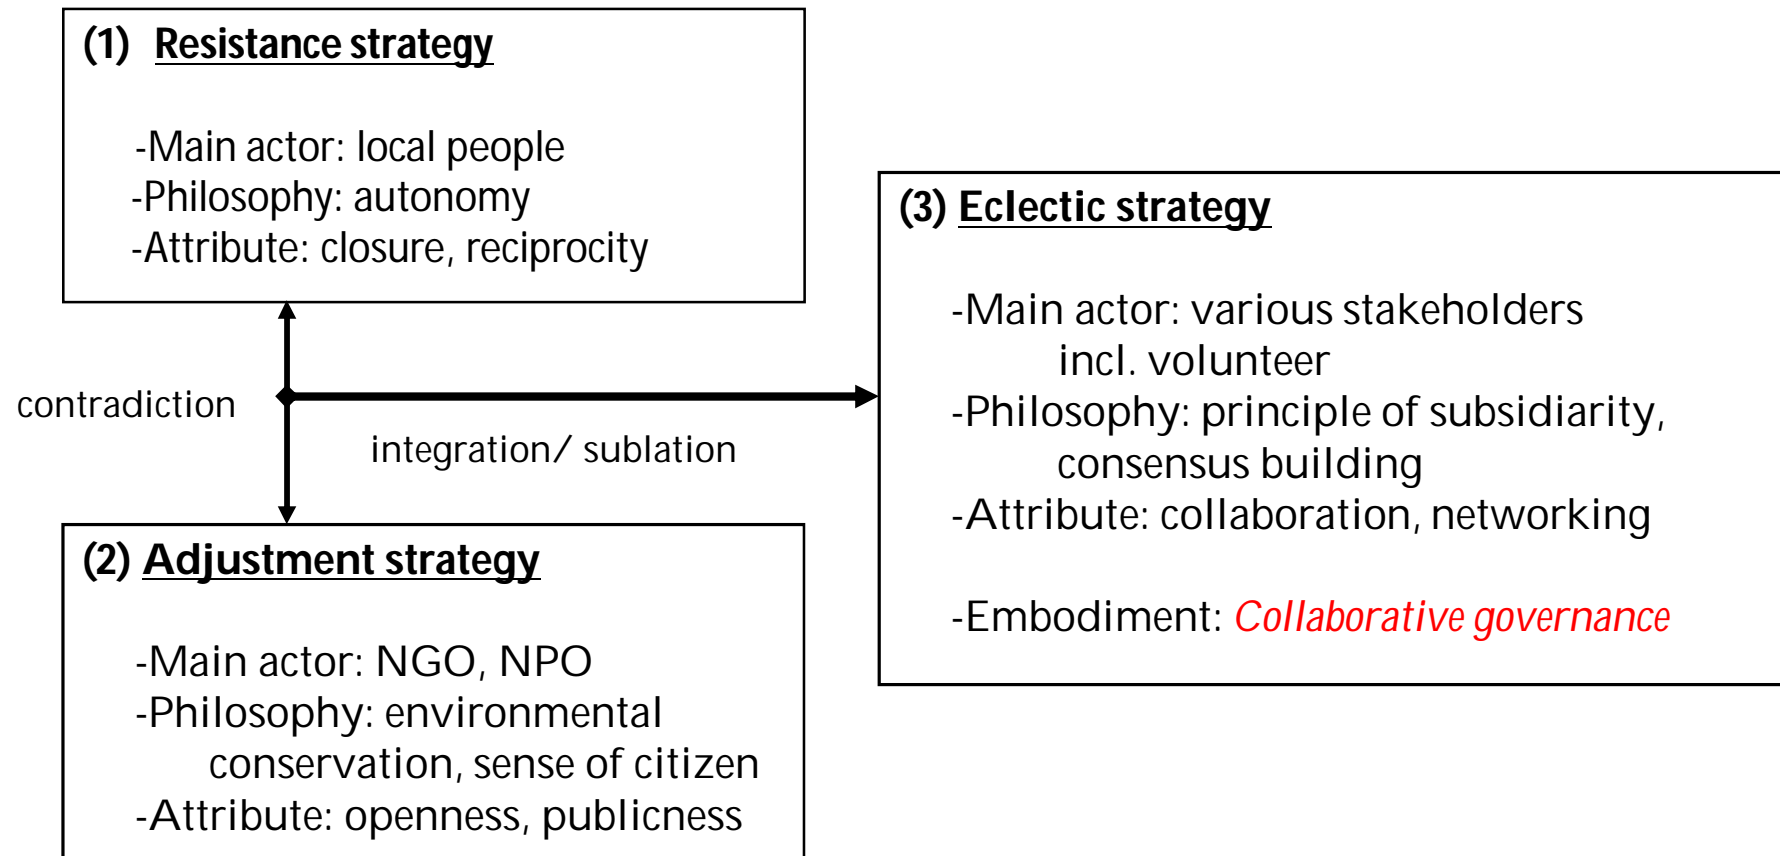 (1) Resistance strategy
-Main actor: local people
-Philosophy: autonomy
-Attribute: closure, reciprocity
contradiction
integration/ sublation
(2) Adjustment strategy
-Main actor: NGO, NPO
-Philosophy: environmental
conservation, sense of citizen
-Attribute: openness, publicness
(3) Eclectic strategy
-Main actor: various stakeholders
incl. volunteer
-Philosophy: principle of subsidiarity,
consensus building
-Attribute: collaboration, networking
-Embodiment: Collaborative governance